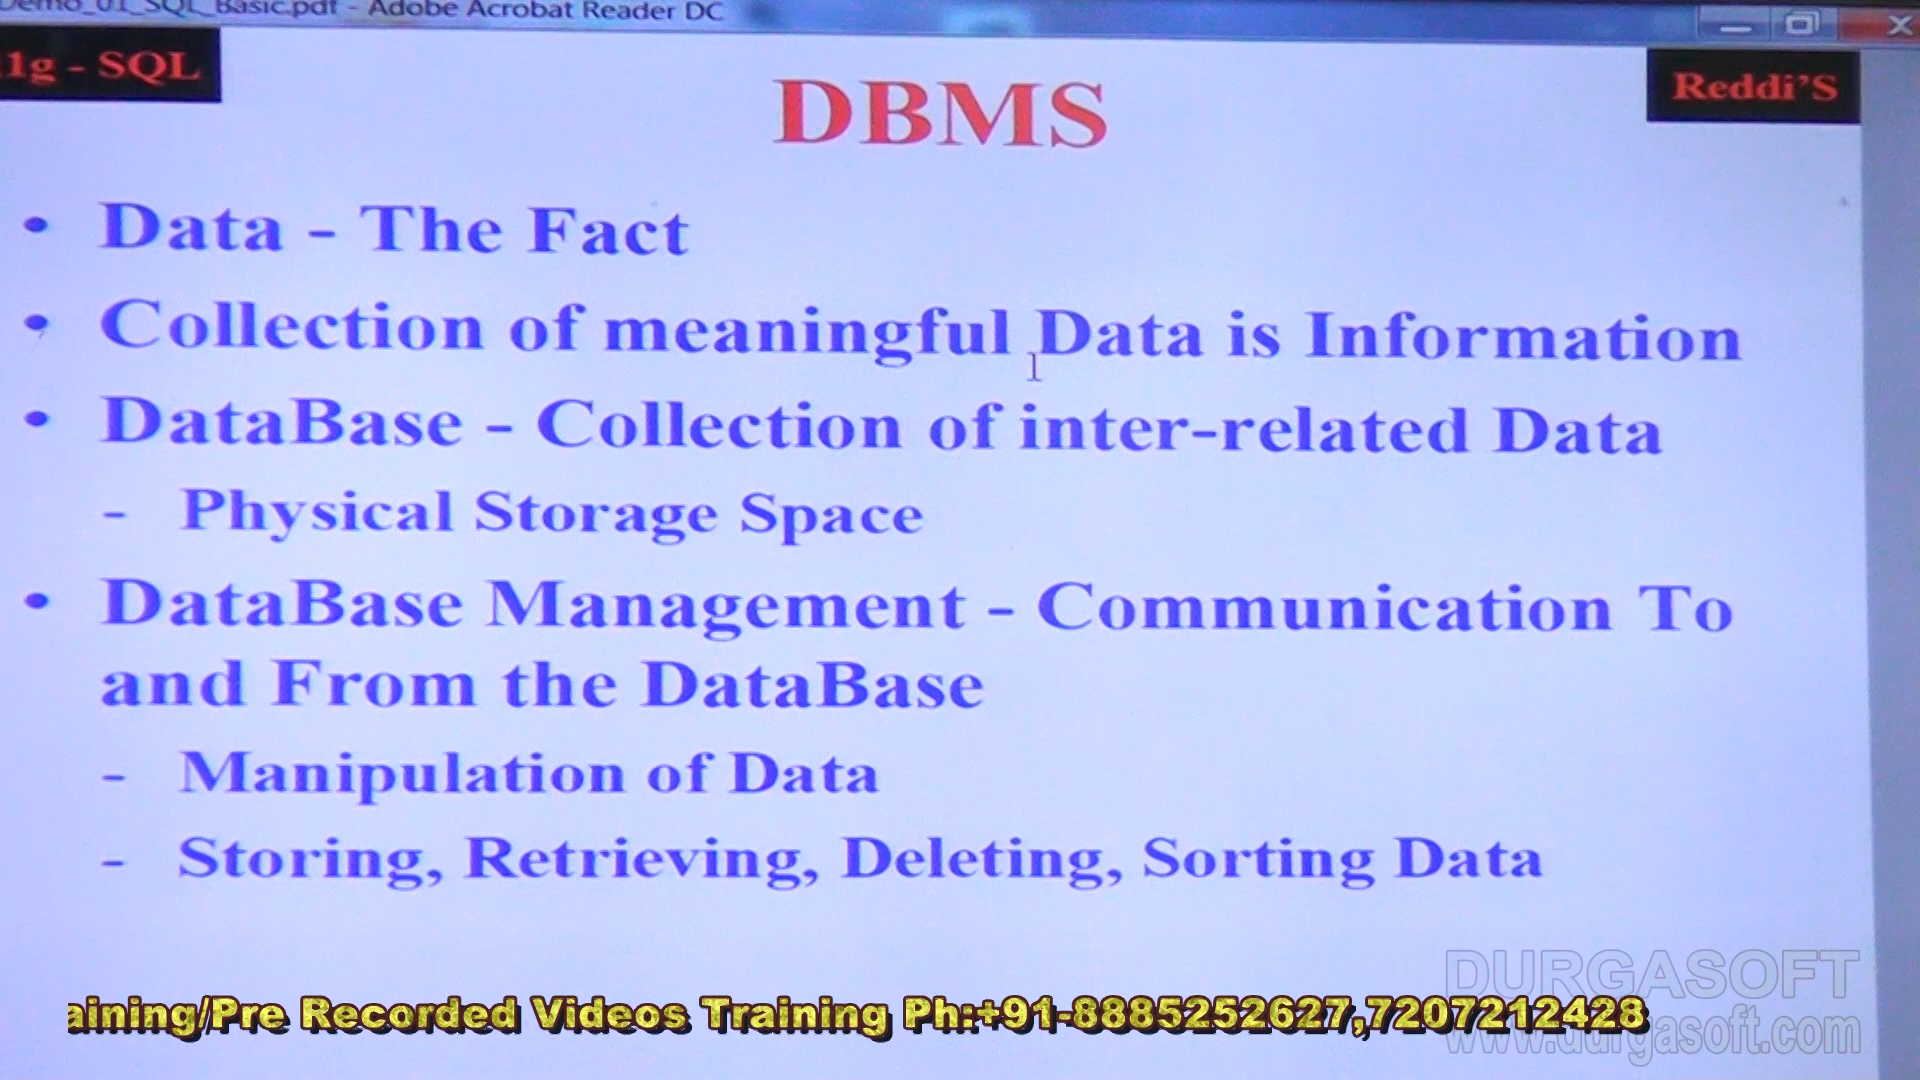 Demo_01_SQL_Basic.pdf - Adobe Acrobat Reader DC
1g - SQL
Reddi'S
DBMS
• Data - The Fact
• Collection of meaningful Data is Information
• DataBase - Collection of inter-related Data
- Physical Storage Space
• DataBase Management - Communication To
and From the DataBase
- Manipulation of Data
- Storing, Retrieving, Deleting, Sorting Data
DURGASOFT
aining/Pre Recorded Videos Training Ph:+91-8885252627,7207212428
www.durgasoft.com